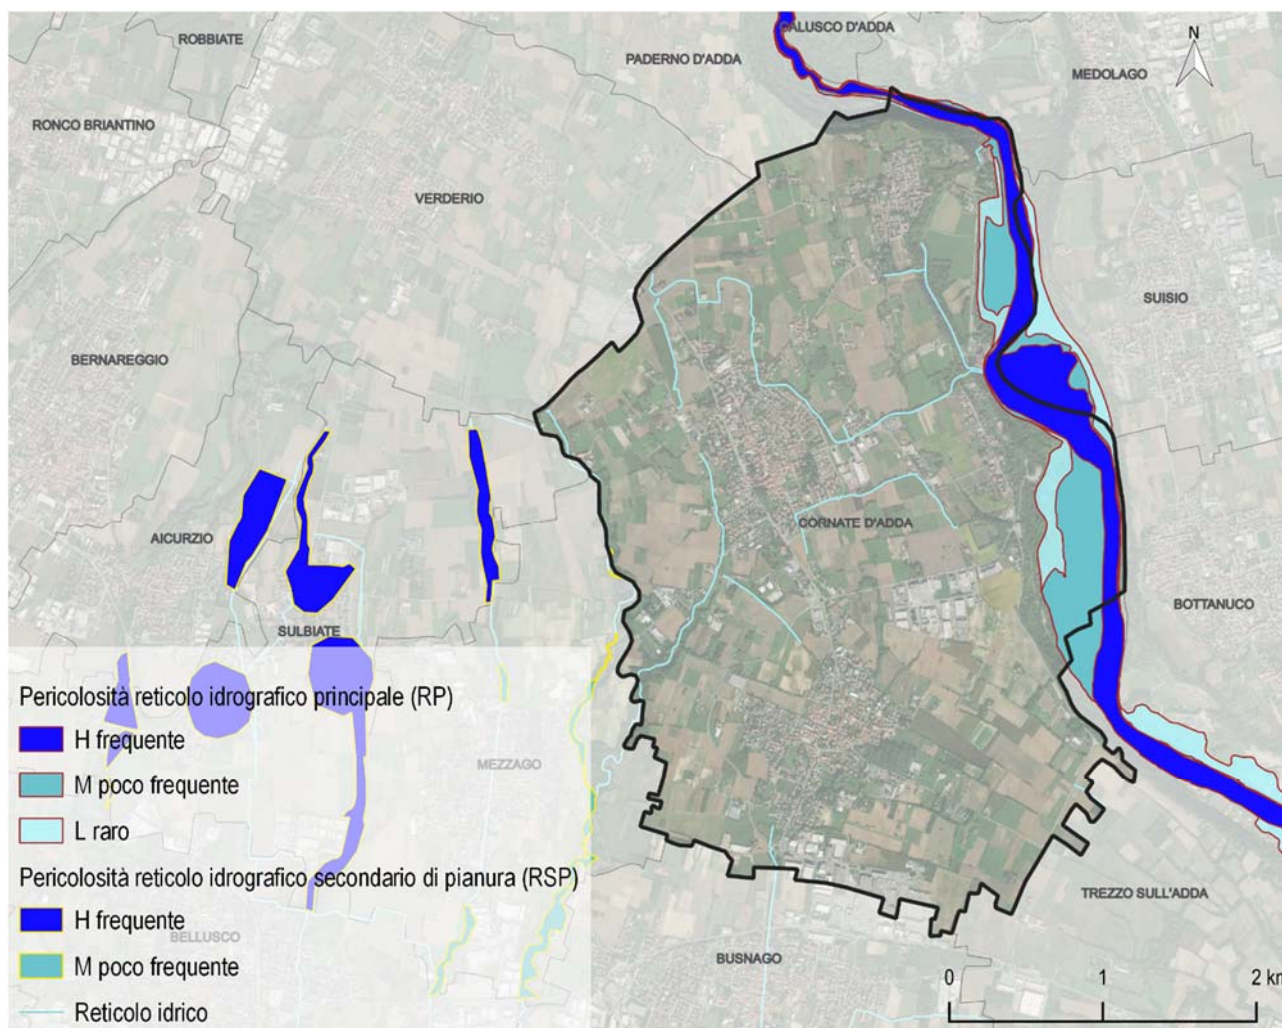 CALUSCO D'ADDA
ROBBIATE
PADERNO D'ADDA
N
MEDOLAGO
RONCO BRIANTINO
VERDERIO
SUISIO
BERNAREGGIO
CORNATE D'ADDA
AICURZIO
BOTTANUCO
SULBIATE
Pericolosità reticolo idrografico principale (RP)
H frequente
MEZZAGO
M poco frequente
L raro
Pericolosità reticolo idrografico secondario di pianura (RSP)
TREZZO SULL'ADDA
H frequente
BELLUSCO
BUSNAGO
M poco frequente
0 1 2 km
Reticolo idrico